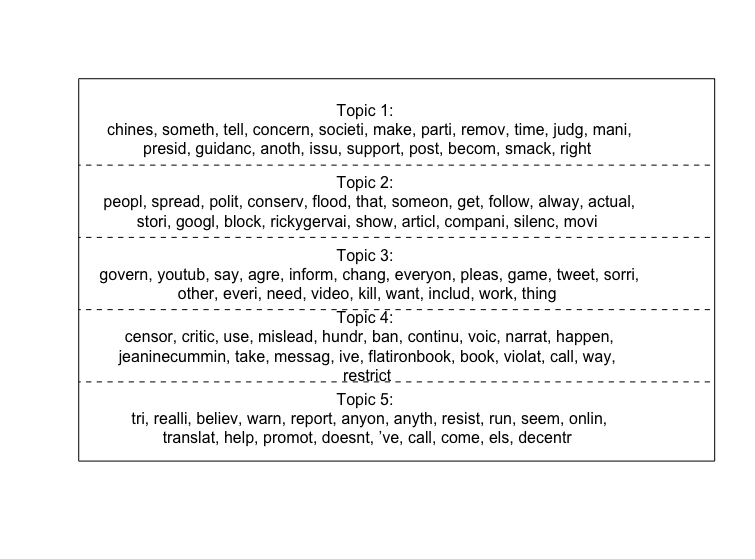 Topic 1:
chines, someth, tell, concern, societi, make, parti, remov, time, judg, mani,
presid, guidanc, anoth, issu, support, post, becom, smack, right
Topic 2:
peopl, spread, polit, conserv, flood, that, someon, get, follow, alway, actual,
stori, googl, block, rickygervai, show, articl, compani, silenc, movi
Topic 3:
govern, youtub, say, agre, inform, chang, everyon, pleas, game, tweet, sorri,
other, everi, need, video, kill, want, includ, work, thing
Topic 4:
censor, critic, use, mislead, hundr, ban, continu, voic, narrat, happen,
jeaninecummin, take, messag, ive, flatironbook, book, violat, call, way,
restrict
Topic 5:
tri, realli, believ, warn, report, anyon, anyth, resist, run, seem, onlin,
translat, help, promot, doesnt, ’ve, call, come, els, decentr